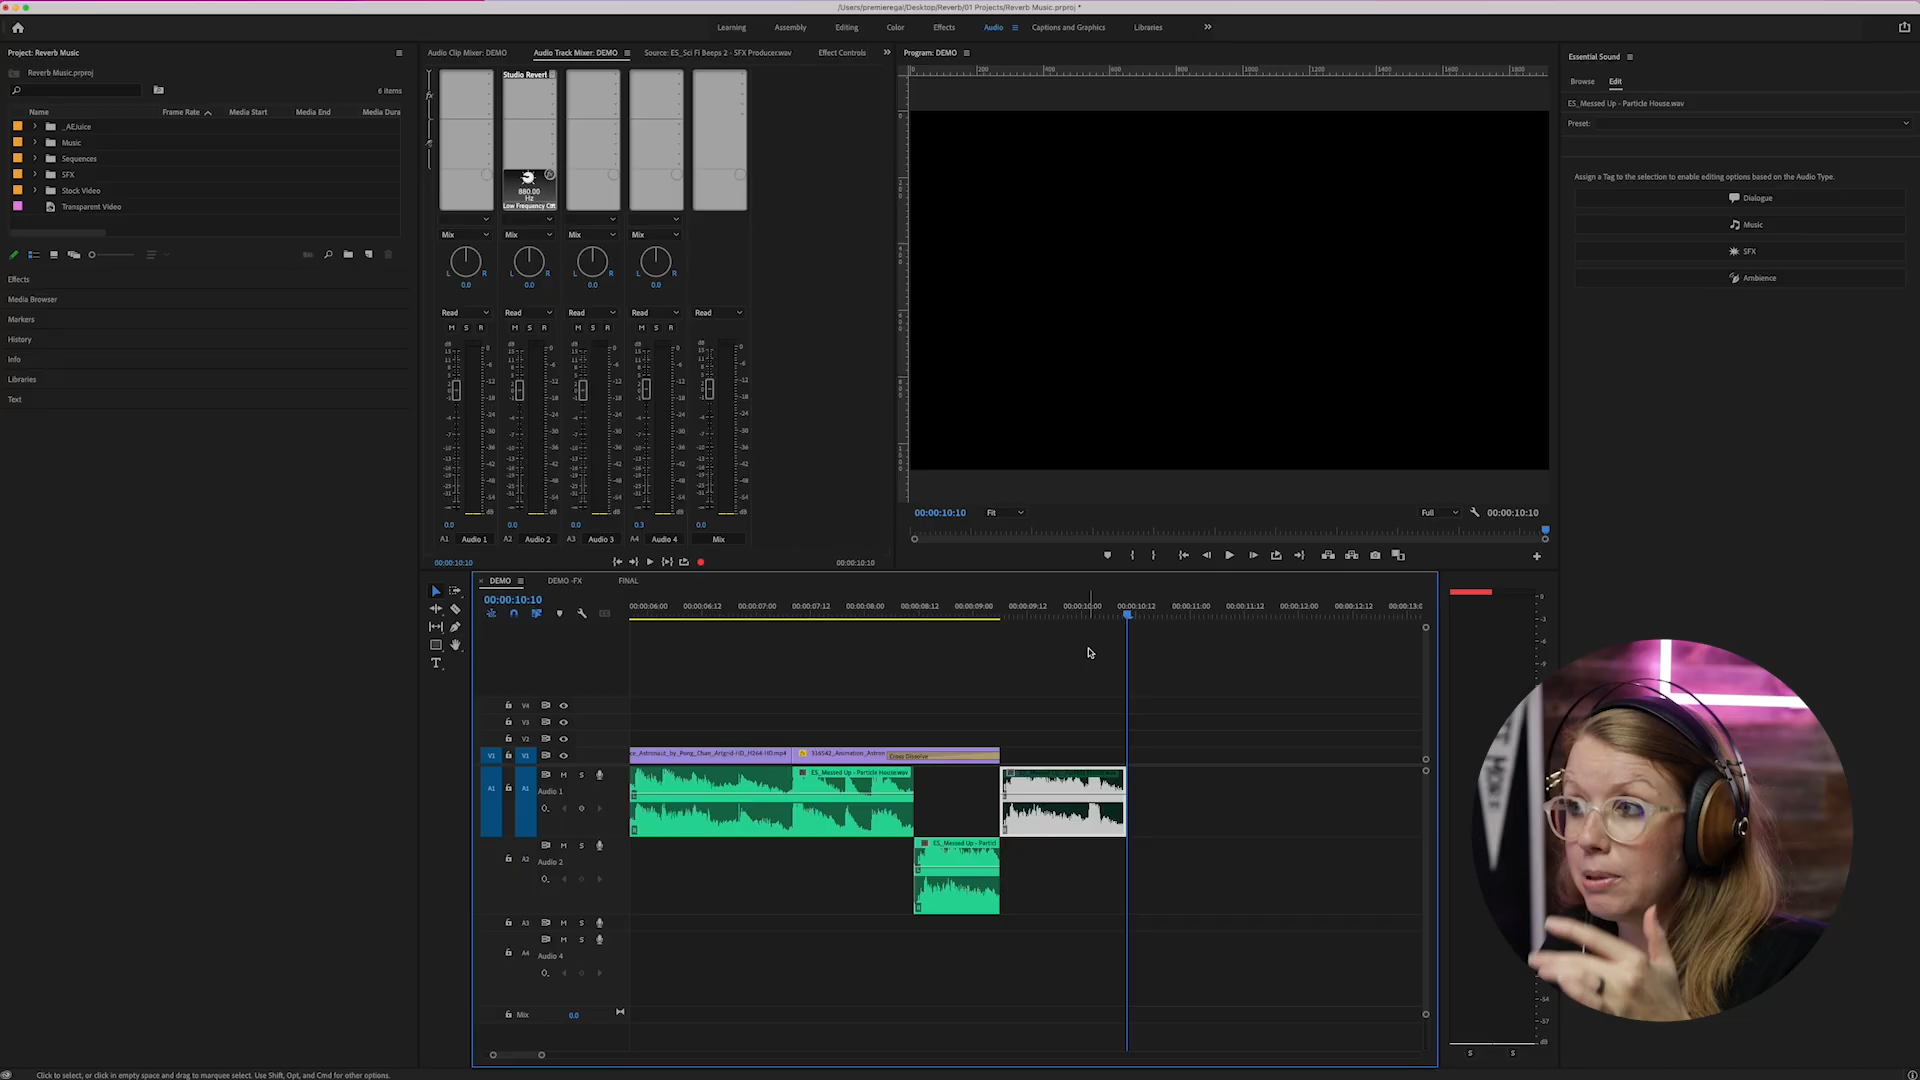 /Users/premieregal/Desktop/Reverb/01 Projects/Reverb Music.prproj *
Learning Assembly Editing Color Effects Audio Captions and Graphics Libraries
Project: Reverb Music
Reverb Music.prproj
6 items
Name Frame Rate Media Start Media End Media Dura
_AEJuice
Music
Sequences
SFX
Stock Video
Transparent Video
Effects
Media Browser
Markers
History
Info
Libraries
Text
Audio Clip Mixer: DEMO Audio Track Mixer: DEMO Source: ES_Sci Fi Beeps 2 - SFX Producer.wav Effect Controls
Studio Reverb
880.00
Hz
Mix Mix Mix Mix
L R L R L R L R
0.0 0.0 0.0 0.0
Read Read Read Read Read
M S R M S R M S R M S R
0.0 0.0 0.0 0.3 0.0
A1 Audio 1 A2 Audio 2 A3 Audio 3 A4 Audio 4 Mix
00:00:10:10 00:00:10:10
Program: DEMO
00:00:10:10 Fit Full 00:00:10:10
Essential Sound
Browse Edit
ES_Messed Up - Particle House.wav
Preset:
Assign a Tag to the selection to enable editing options based on the Audio Type.
Dialogue
Music
SFX
Ambience
DEMO DEMO -FX FINAL
00:00:10:10
00:00:06:00 00:00:06:12 00:00:07:00 00:00:07:12 00:00:08:00 00:00:08:12 00:00:09:00 00:00:09:12 00:00:10:00 00:00:10:12 00:00:11:00 00:00:11:12 00:00:12:00 00:00:12:12 00:00:13:0
V4
V3
V2
V1 V1
ce_Astronaut_by_Pong_Chan_Artgrid-HD_H264-HD.mp4 316542_Animation_Astron Cross Dissolve
A1 A1 M S
Audio 1
ES_Messed Up - Particle House.wav
A2 M S
Audio 2
ES_Messed Up - Particl
A3 M S
A4 M S
Audio 4
Mix 0.0
S S
Click to select, or click in empty space and drag to marquee select. Use Shift, Opt, and Cmd for other options.